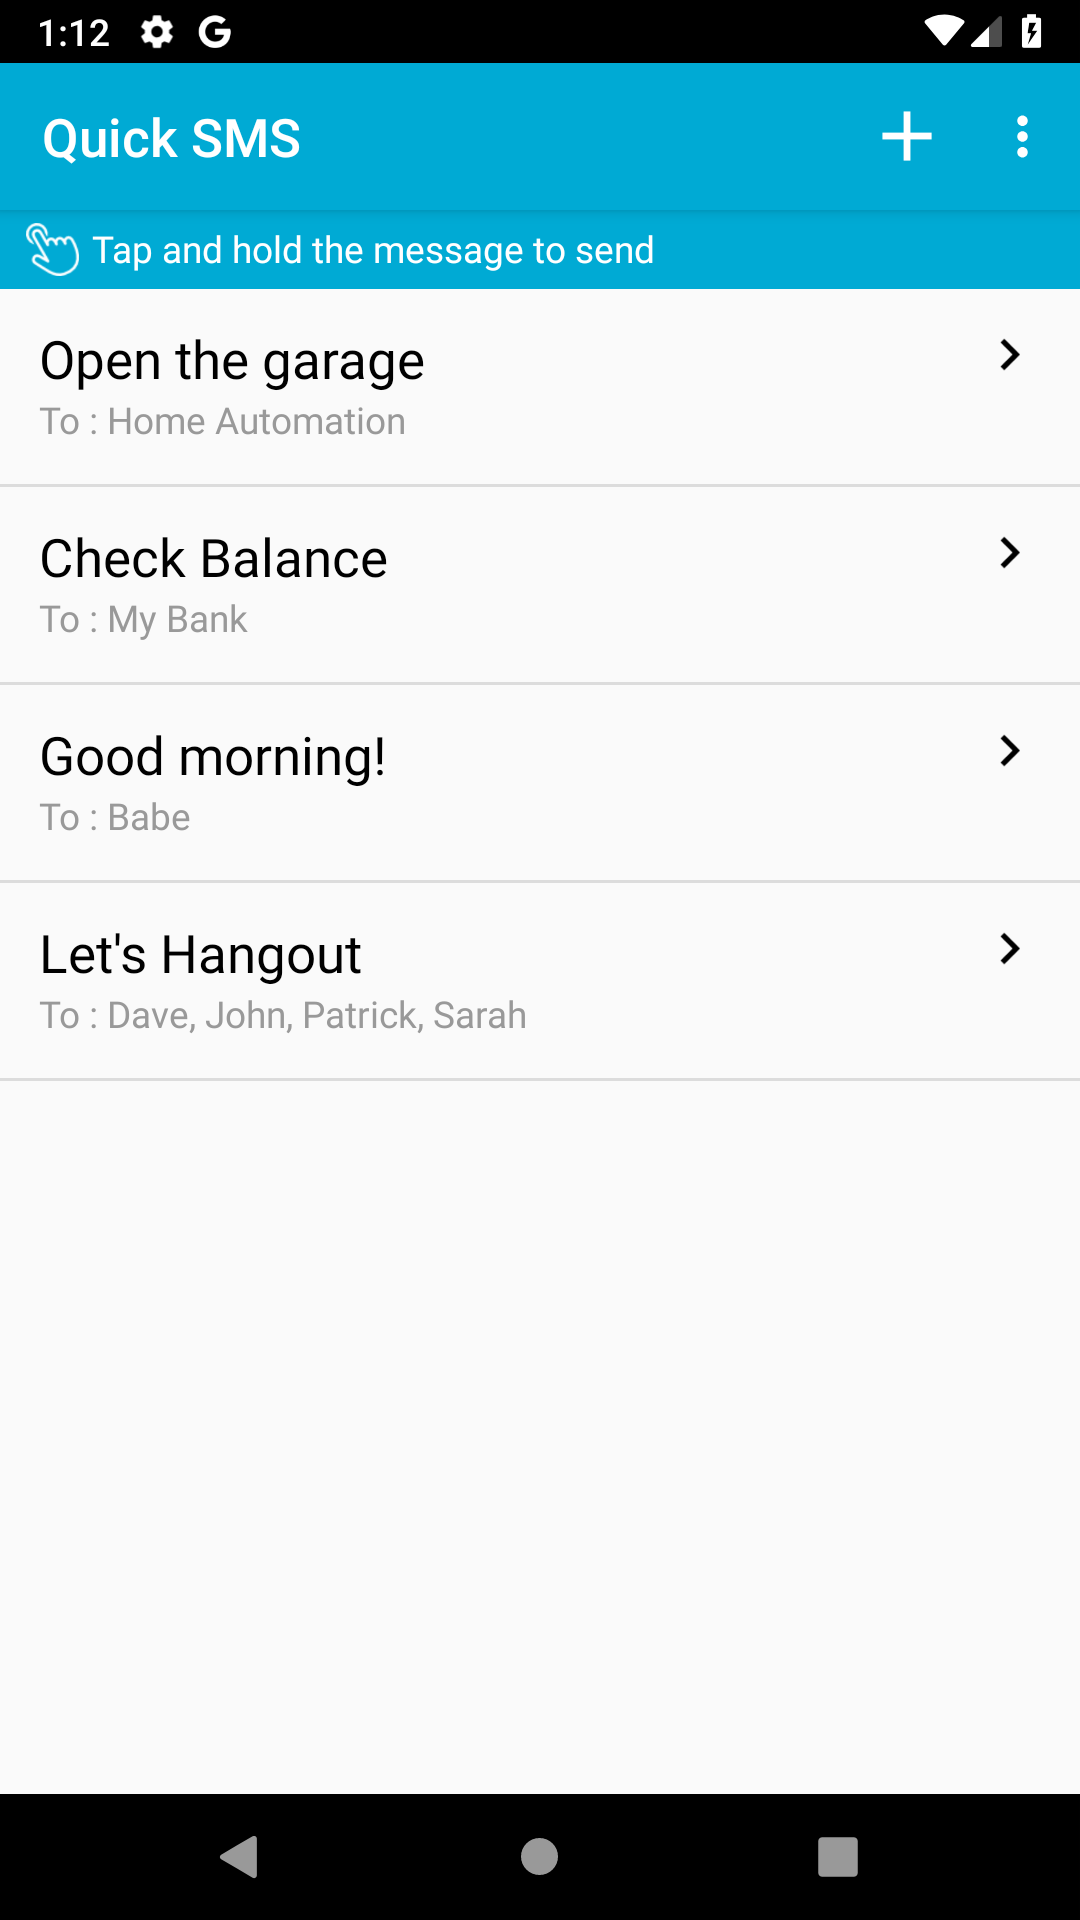 1:12
Quick SMS
Tap and hold the message to send
Open the garage
To : Home Automation
Check Balance
To : My Bank
Good morning!
To : Babe
Let's Hangout
To : Dave, John, Patrick, Sarah